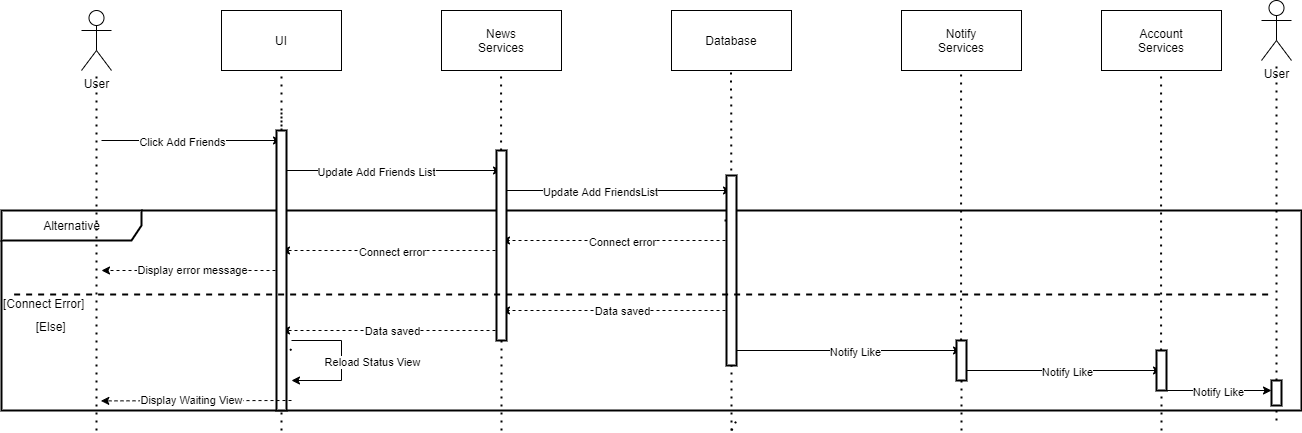 User
UI
News
Services
Database
Notify
Services
Account
Services
User
Click Add Friends
Update Add Friends List
Update Add FriendsList
Alternative
Connect error
Connect error
Display error message
[Connect Error]
[Else]
Data saved
Data saved
Reload Status View
Notify Like
Notify Like
Notify Like
Display Waiting View